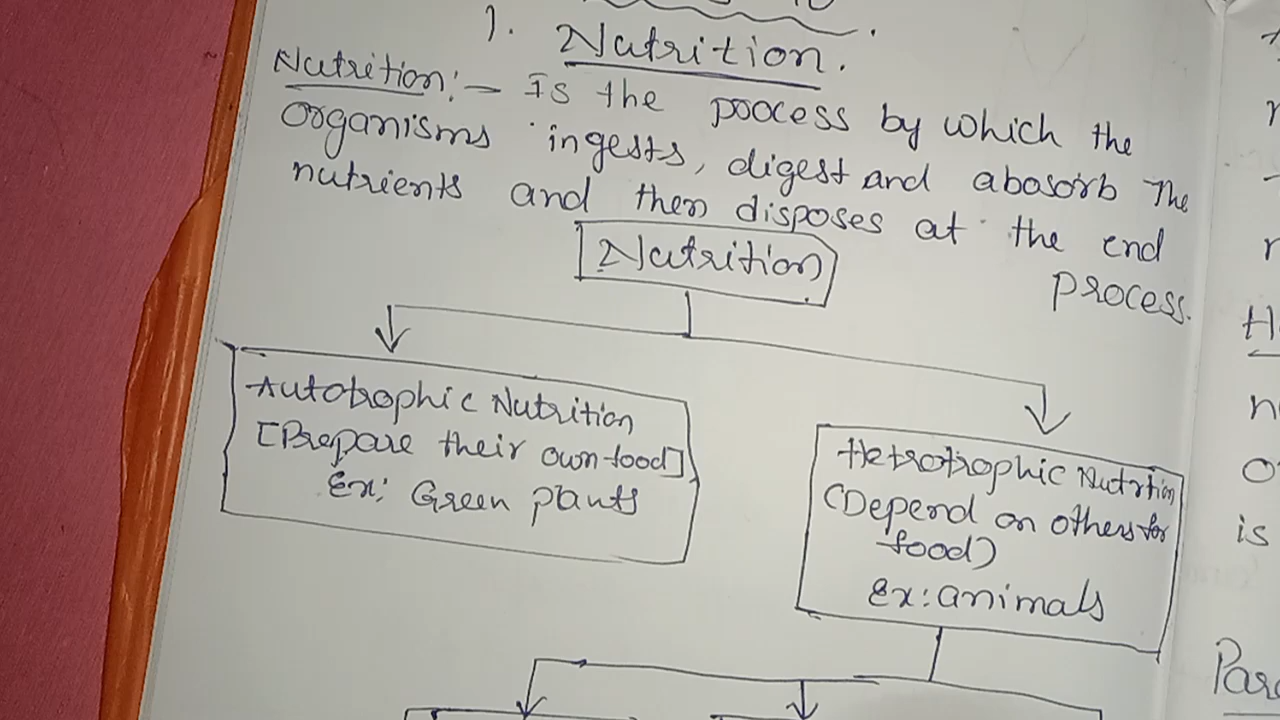 1. Nutrition.
Nutrition:- Is the process by which the
organisms ingests, digest and abosorb The
nutrients and then disposes at the end
process.
Nutrition
Autotrophic Nutrition
[Prepare their own food]
Ex: Green plants
Hetrotrophic Nutrtion
(Depend on others for
food)
Ex: animals
is